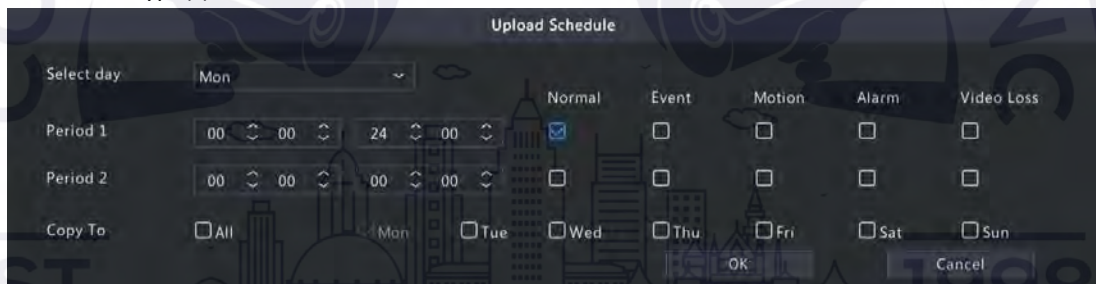 Upload Schedule
Select day Mon
Normal Event Motion Alarm Video Loss
Period 1 00 00 24 00
Period 2 00 00 00 00
Copy To All Mon Tue Wed Thu Fri Sat Sun
OK Cancel